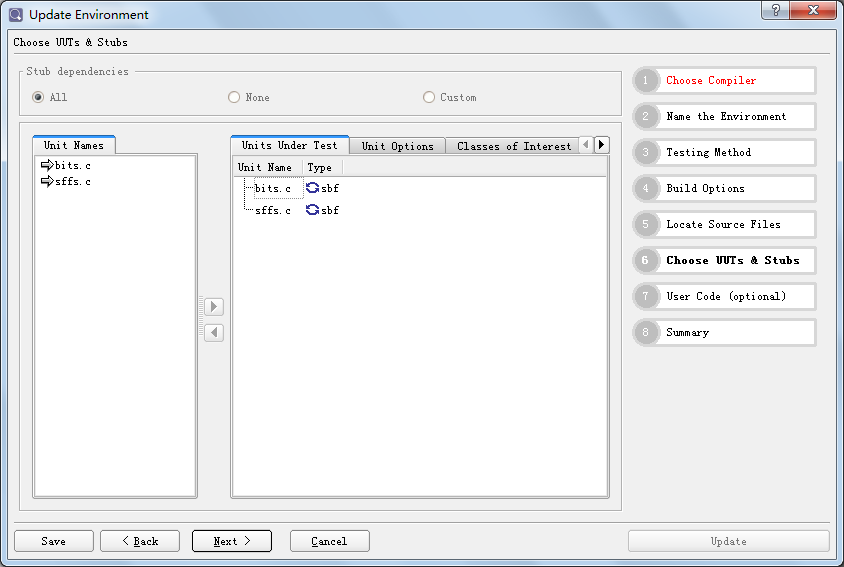 Update Environment
Choose UUTs & Stubs
Stub dependencies
All None Custom
Unit Names
bits.c
sffs.c
Units Under Test Unit Options Classes of Interest
Unit Name Type
bits.c sbf
sffs.c sbf
1 Choose Compiler
2 Name the Environment
3 Testing Method
4 Build Options
5 Locate Source Files
6 Choose UUTs & Stubs
7 User Code (optional)
8 Summary
Save < Back Next > Cancel Update